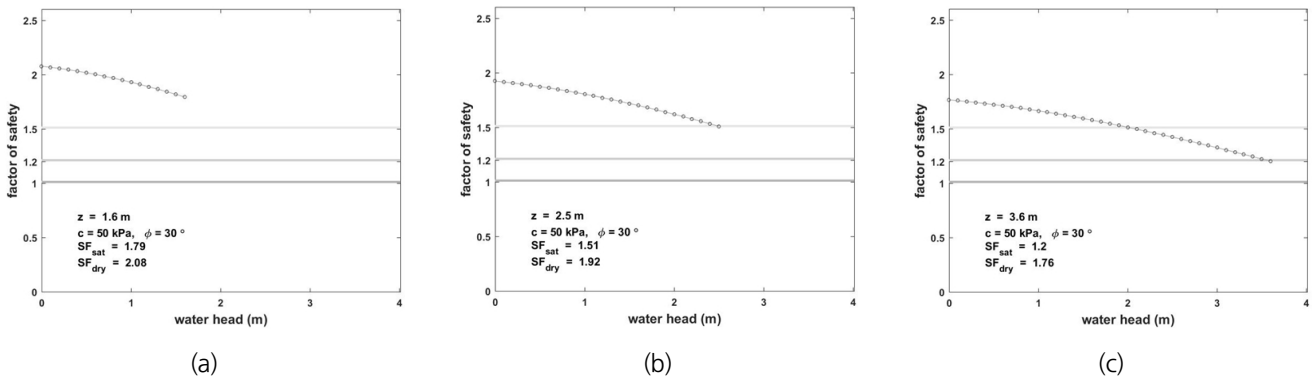 2.5
2
1.5
1.2
1
0.5
0
factor of safety
z = 1.6 m
c = 50 kPa, ϕ = 30 °
SF_sat = 1.79
SF_dry = 2.08
0 1 2 3 4
water head (m)
(a)
2.5
2
1.5
1.2
1
0.5
0
factor of safety
z = 2.5 m
c = 50 kPa, ϕ = 30 °
SF_sat = 1.51
SF_dry = 1.92
0 1 2 3 4
water head (m)
(b)
2.5
2
1.5
1.2
1
0.5
0
factor of safety
z = 3.6 m
c = 50 kPa, ϕ = 30 °
SF_sat = 1.2
SF_dry = 1.76
0 1 2 3 4
water head (m)
(c)